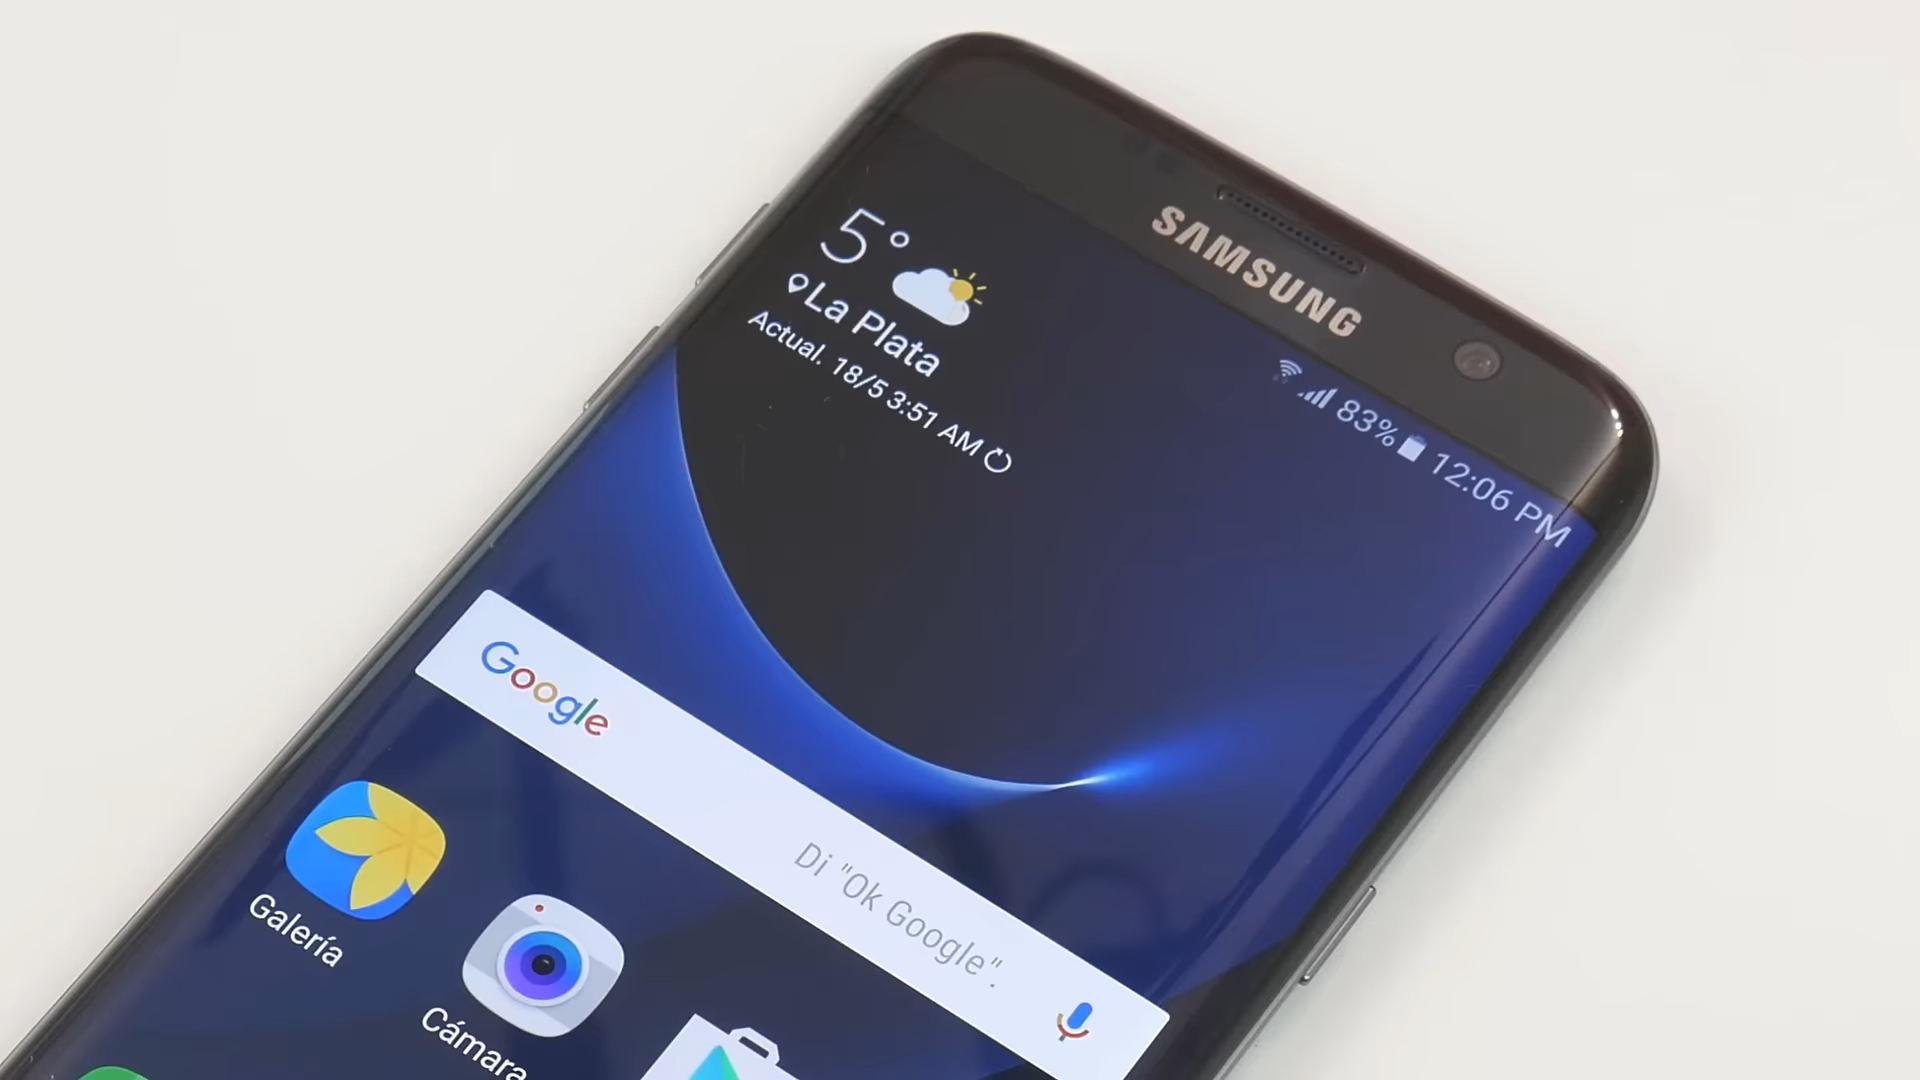 SAMSUNG
83% 12:06 PM
5°
La Plata
Actual. 18/5 3:51 AM
Google
Di "Ok Google".
Galería
Cámara